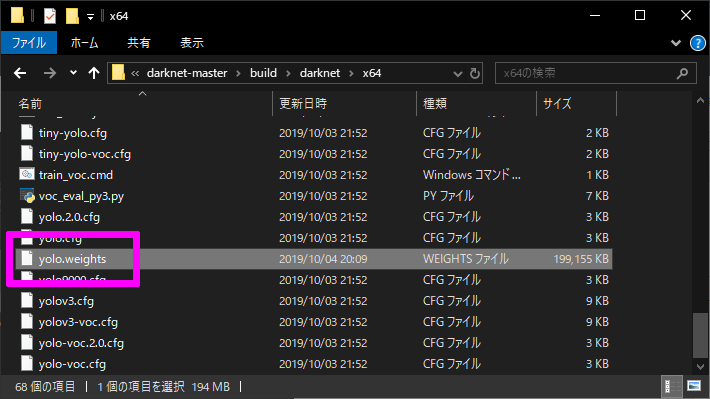 x64
ファイル ホーム 共有 表示
« darknet-master › build › darknet › x64 x64の検索
名前 更新日時 種類 サイズ
tiny-yolo.cfg 2019/10/03 21:52 CFG ファイル 2 KB
tiny-yolo-voc.cfg 2019/10/03 21:52 CFG ファイル 2 KB
train_voc.cmd 2019/10/03 21:52 Windows コマンド ... 1 KB
voc_eval_py3.py 2019/10/03 21:52 PY ファイル 7 KB
yolo.2.0.cfg 2019/10/03 21:52 CFG ファイル 3 KB
yolo.cfg 2019/10/03 21:52 CFG ファイル 3 KB
yolo.weights 2019/10/04 20:09 WEIGHTS ファイル 199,155 KB
yolo9000.cfg 2019/10/03 21:52 CFG ファイル 3 KB
yolov3.cfg 2019/10/03 21:52 CFG ファイル 9 KB
yolov3-voc.cfg 2019/10/03 21:52 CFG ファイル 9 KB
yolo-voc.2.0.cfg 2019/10/03 21:52 CFG ファイル 3 KB
yolo-voc.cfg 2019/10/03 21:52 CFG ファイル 3 KB
68 個の項目 1 個の項目を選択 194 MB